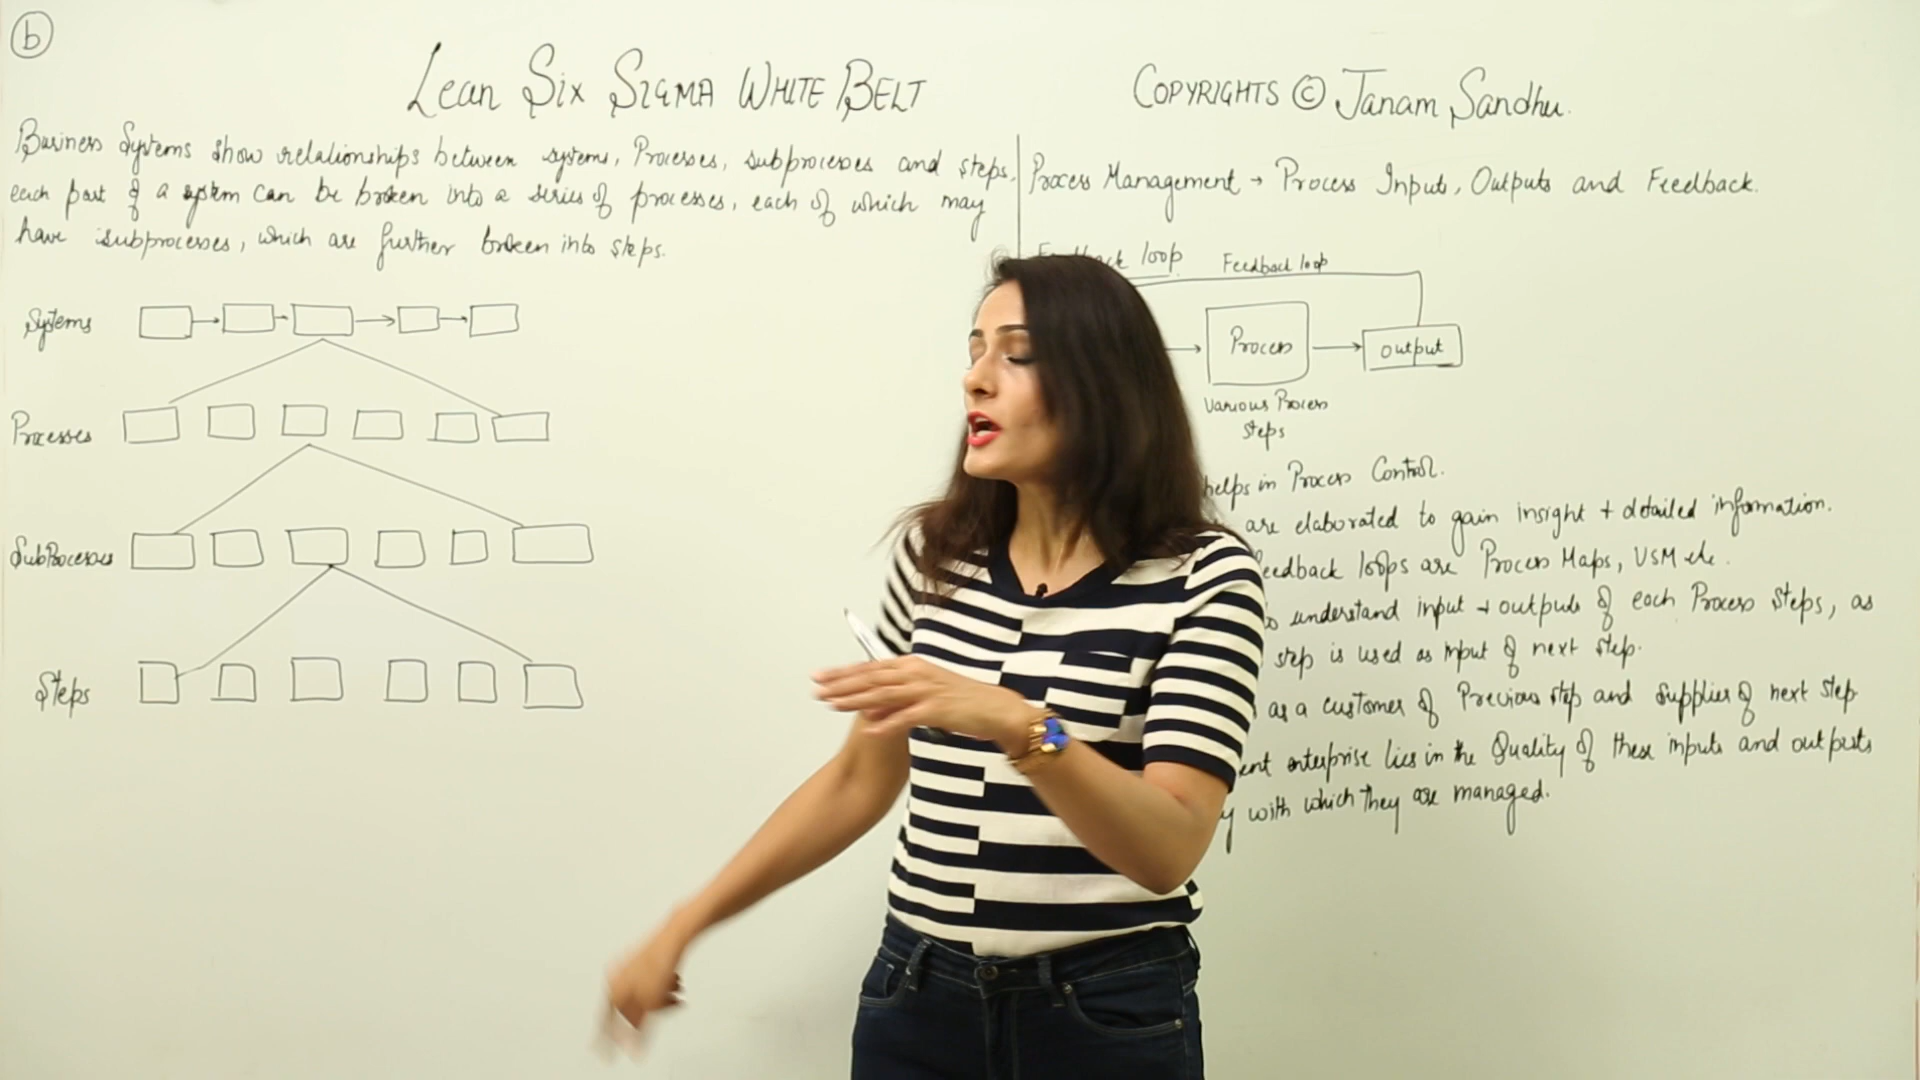 b
Lean Six Sigma White Belt
Copyrights © Janam Sandhu.
Business Systems show relationships between systems, Processes, subprocesses and steps.
each part of a system can be broken into a series of processes, each of which may
have subprocesses, which are further broken into steps.
Systems
Processes
SubProcesses
Steps
Process Management → Process Inputs, Outputs and Feedback.
loop
Feedback loop
Process
output
Various Process
steps
helps in Process Control.
are elaborated to gain insight + detailed information.
loops are Process Maps, VSM etc.
understand input + outputs of each Process Steps, as
step is used as input of next step.
as a customer of Precious step and supplier of next step
enterprise lies in the Quality of these inputs and outputs
with which they are managed.